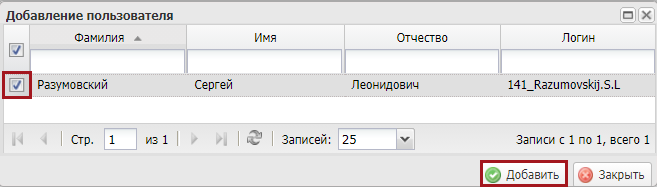 Добавление пользователя
Фамилия Имя Отчество Логин
Разумовский Сергей Леонидович 141_Razumovskij.S.L
Стр. 1 из 1 Записей: 25 Записи с 1 по 1, всего 1
Добавить Закрыть